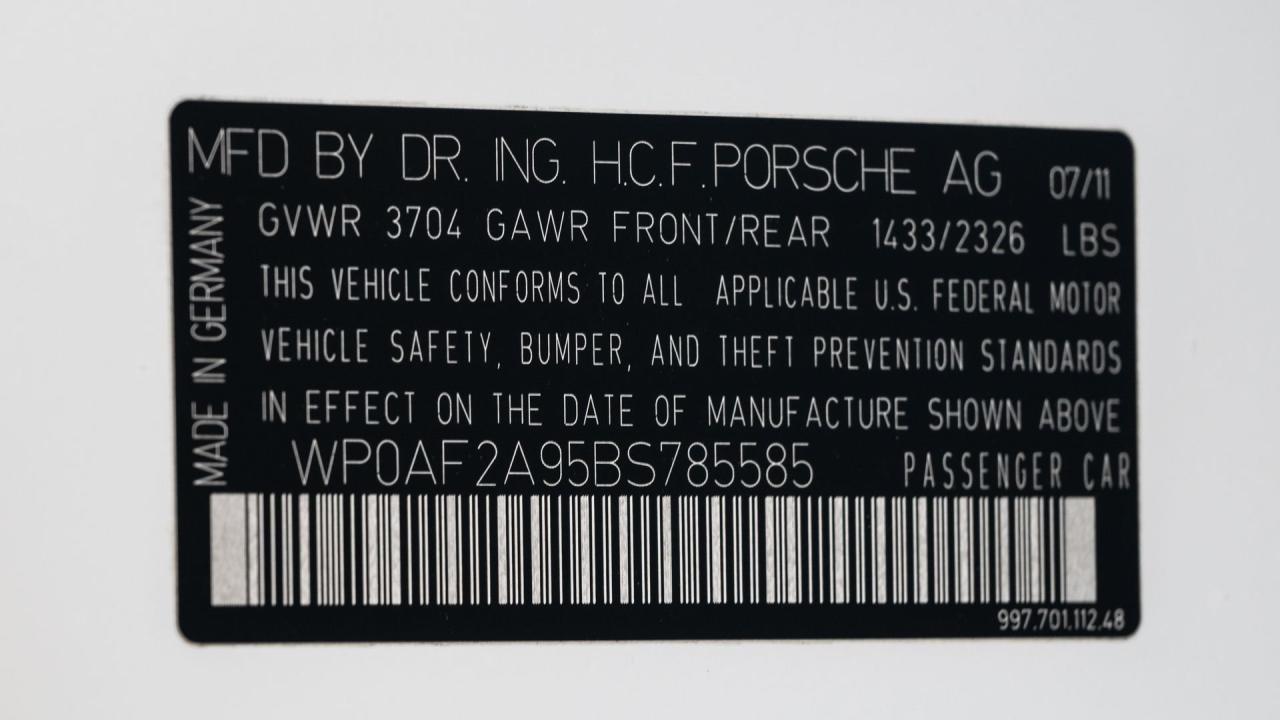 MFD BY DR. ING. H.C.F. PORSCHE AG 07/11
GVWR 3704 GAWR FRONT/REAR 1433/2326 LBS
THIS VEHICLE CONFORMS TO ALL APPLICABLE U.S. FEDERAL MOTOR
VEHICLE SAFETY, BUMPER, AND THEFT PREVENTION STANDARDS
IN EFFECT ON THE DATE OF MANUFACTURE SHOWN ABOVE
WP0AF2A95BS785585 PASSENGER CAR
MADE IN GERMANY
997.701.112.48